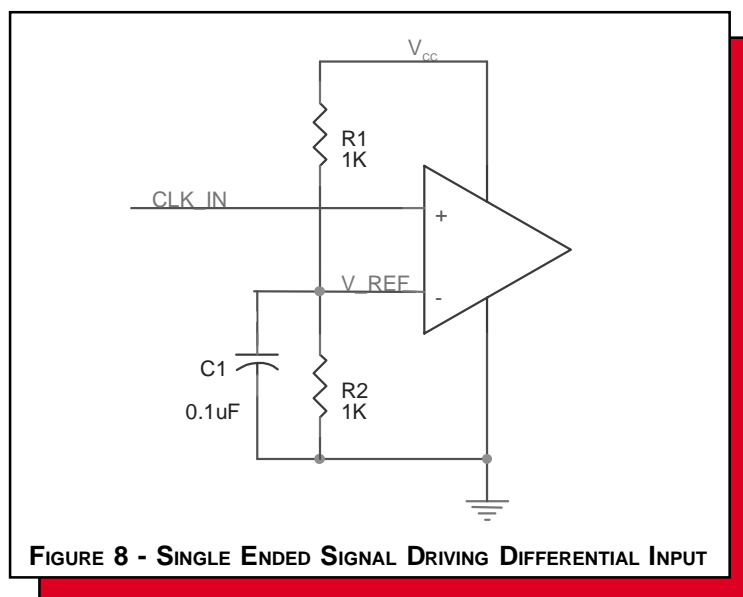 Vcc
R1
1K
CLK_IN
+
V_REF
-
C1
0.1uF
R2
1K
FIGURE 8 - SINGLE ENDED SIGNAL DRIVING DIFFERENTIAL INPUT